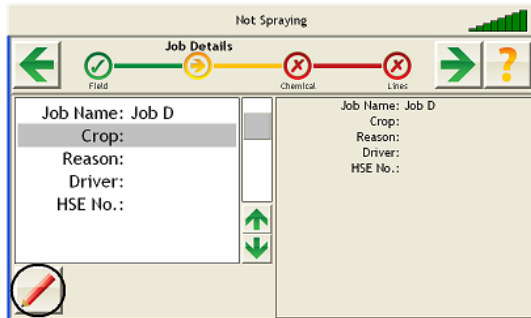 Not Spraying
Job Details
Field
Chemical
Lines
Job Name: Job D
Crop:
Reason:
Driver:
HSE No.:
Job Name: Job D
Crop:
Reason:
Driver:
HSE No.: